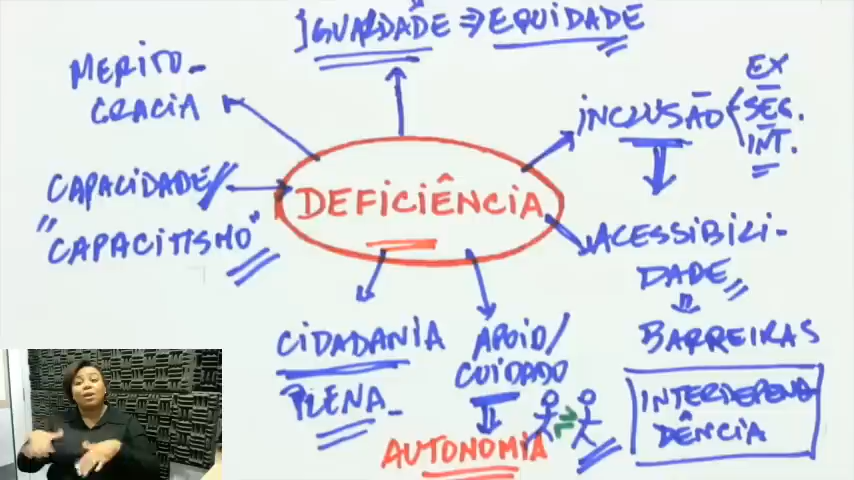 IGUALDADE ⇒ EQUIDADE
MERITO-
CRACIA
INCLUSÃO
EX
SEG.
INT.
CAPACIDADE/
"CAPACITISMO"
DEFICIÊNCIA
ACESSIBILI-
DADE
BARREIRAS
INTERDEPEN-
DÊNCIA
CIDADANIA
PLENA
APOIO/
CUIDADO
AUTONOMIA